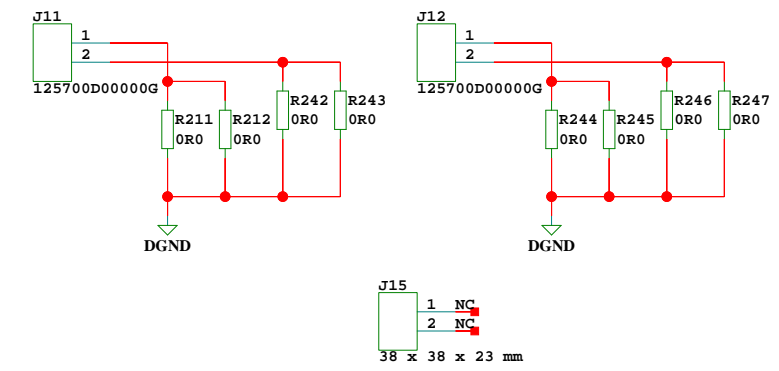 J11
1
2
125700D00000G
R211
0R0
R212
0R0
R242
0R0
R243
0R0
DGND
J12
1
2
125700D00000G
R244
0R0
R245
0R0
R246
0R0
R247
0R0
DGND
J15
1 NC
2 NC
38 x 38 x 23 mm